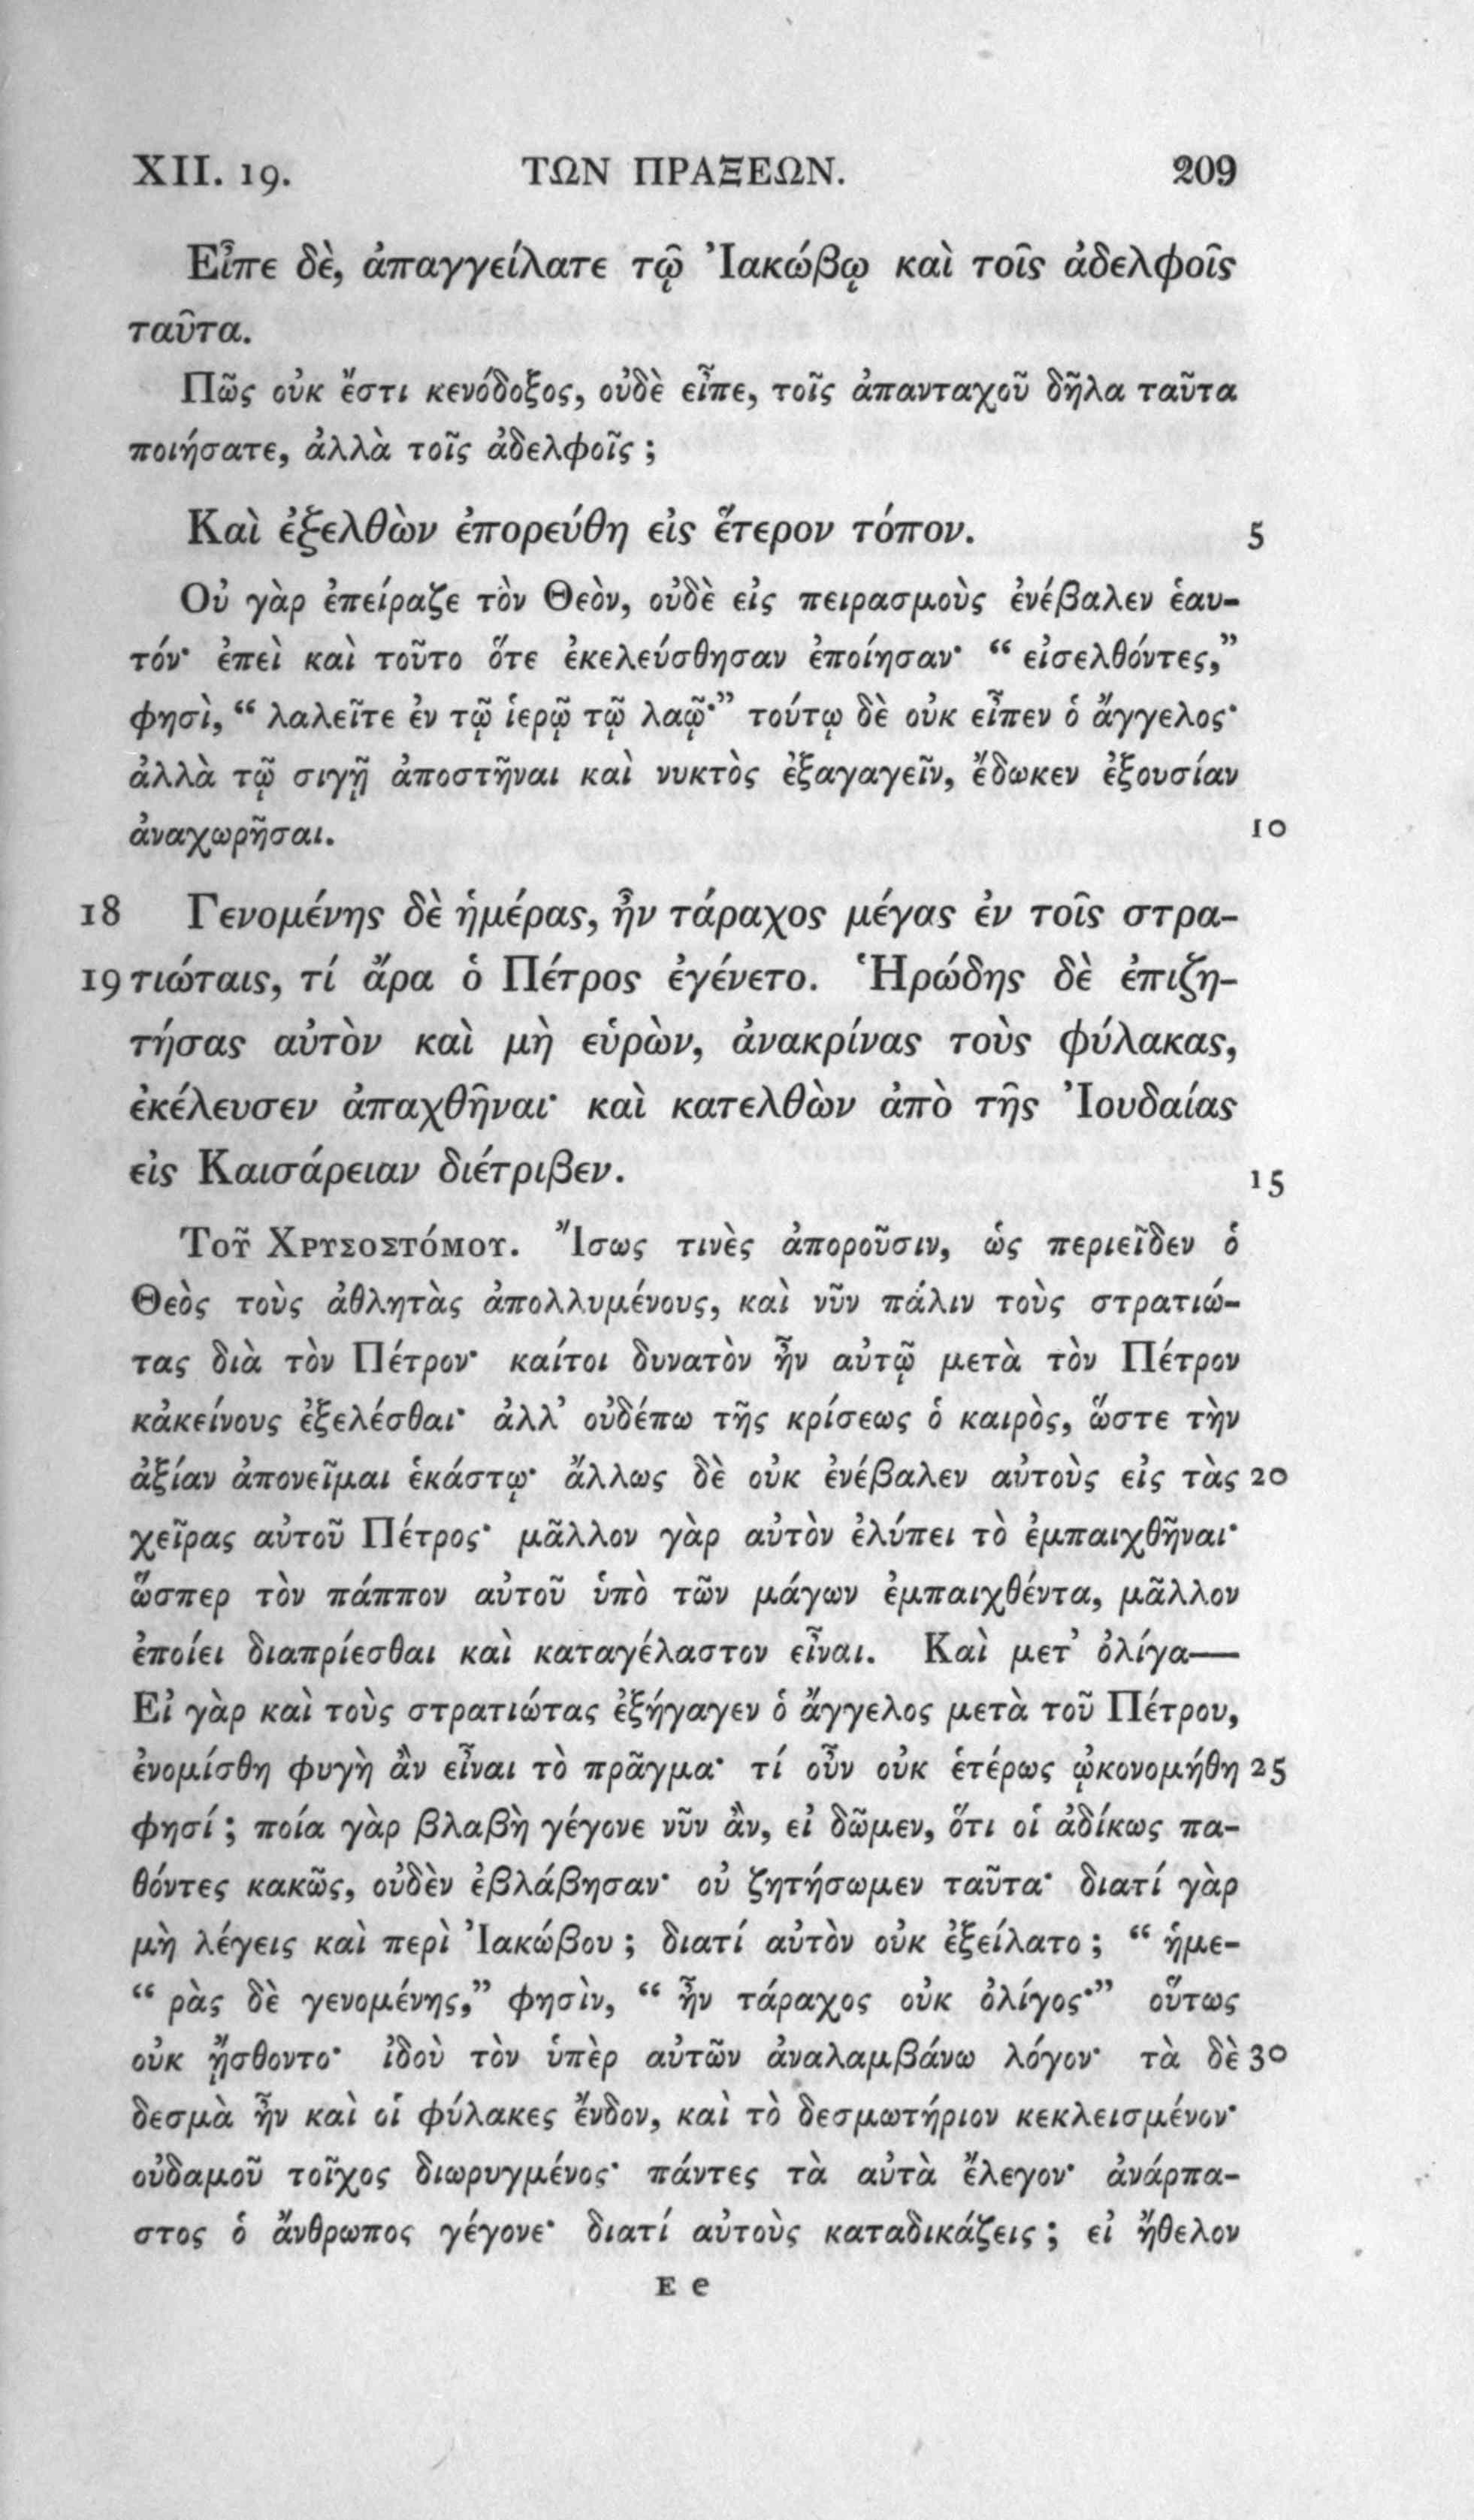 XII. 19. ΤΩΝ ΠΡΑΞΕΩΝ. 209
Εἶπε δὲ, ἀπαγγείλατε τῷ Ἰακώβῳ καὶ τοῖς ἀδελφοῖς
ταῦτα.
Πῶς οὐκ ἔστι κενόδοξος, οὐδὲ εἶπε, τοῖς ἁπανταχοῦ δῆλα ταῦτα
ποιήσατε, ἀλλὰ τοῖς ἀδελφοῖς ;
Καὶ ἐξελθὼν ἐπορεύθη εἰς ἕτερον τόπον. 5
Οὐ γὰρ ἐπείραζε τὸν Θεὸν, οὐδὲ εἰς πειρασμοὺς ἐνέβαλεν ἑαυ-
τόν· ἐπεὶ καὶ τοῦτο ὅτε ἐκελεύσθησαν ἐποίησαν· “ εἰσελθόντες,”
φησὶ, “ λαλεῖτε ἐν τῷ ἱερῷ τῷ λαῷ·” τούτῳ δὲ οὐκ εἶπεν ὁ ἄγγελος·
ἀλλὰ τῷ σιγῇ ἀποστῆναι καὶ νυκτὸς ἐξαγαγεῖν, ἔδωκεν ἐξουσίαν
ἀναχωρῆσαι. 10
18 Γενομένης δὲ ἡμέρας, ἦν τάραχος μέγας ἐν τοῖς στρα-
19 τιώταις, τί ἄρα ὁ Πέτρος ἐγένετο. Ἡρώδης δὲ ἐπιζη-
τήσας αὐτὸν καὶ μὴ εὑρὼν, ἀνακρίνας τοὺς φύλακας,
ἐκέλευσεν ἀπαχθῆναι· καὶ κατελθὼν ἀπὸ τῆς Ἰουδαίας
εἰς Καισάρειαν διέτριβεν. 15
Τοῦ Χρυσοστόμου. Ἴσως τινὲς ἀποροῦσιν, ὡς περιεῖδεν ὁ
Θεὸς τοὺς ἀθλητὰς ἀπολλυμένους, καὶ νῦν πάλιν τοὺς στρατιώ-
τας διὰ τὸν Πέτρον· καίτοι δυνατὸν ἦν αὐτῷ μετὰ τὸν Πέτρον
κἀκείνους ἐξελέσθαι· ἀλλ’ οὐδέπω τῆς κρίσεως ὁ καιρὸς, ὥστε τὴν
ἀξίαν ἀπονεῖμαι ἑκάστῳ· ἄλλως δὲ οὐκ ἐνέβαλεν αὐτοὺς εἰς τὰς 20
χεῖρας αὐτοῦ Πέτρος· μᾶλλον γὰρ αὐτὸν ἐλύπει τὸ ἐμπαιχθῆναι·
ὥσπερ τὸν πάππον αὐτοῦ ὑπὸ τῶν μάγων ἐμπαιχθέντα, μᾶλλον
ἐποίει διαπρίεσθαι καὶ καταγέλαστον εἶναι. Καὶ μετ’ ὀλίγα—
Εἰ γὰρ καὶ τοὺς στρατιώτας ἐξήγαγεν ὁ ἄγγελος μετὰ τοῦ Πέτρου,
ἐνομίσθη φυγὴ ἂν εἶναι τὸ πρᾶγμα· τί οὖν οὐκ ἑτέρως ᾠκονομήθη 25
φησί ; ποία γὰρ βλαβὴ γέγονε νῦν ἂν, εἰ δῶμεν, ὅτι οἱ ἀδίκως πα-
θόντες κακῶς, οὐδὲν ἐβλάβησαν· οὐ ζητήσωμεν ταῦτα· διατί γὰρ
μὴ λέγεις καὶ περὶ Ἰακώβου ; διατί αὐτὸν οὐκ ἐξείλατο ; “ ἡμε-
“ ρὰς δὲ γενομένης,” φησὶν, “ ἦν τάραχος οὐκ ὀλίγος·” οὕτως
οὐκ ᾔσθοντο· ἰδοὺ τὸν ὑπὲρ αὐτῶν ἀναλαμβάνω λόγον· τὰ δὲ 30
δεσμὰ ἦν καὶ οἱ φύλακες ἔνδον, καὶ τὸ δεσμωτήριον κεκλεισμένον·
οὐδαμοῦ τοῖχος διωρυγμένος· πάντες τὰ αὐτὰ ἔλεγον· ἀνάρπα-
στος ὁ ἄνθρωπος γέγονε· διατί αὐτοὺς καταδικάζεις ; εἰ ἤθελον
E e